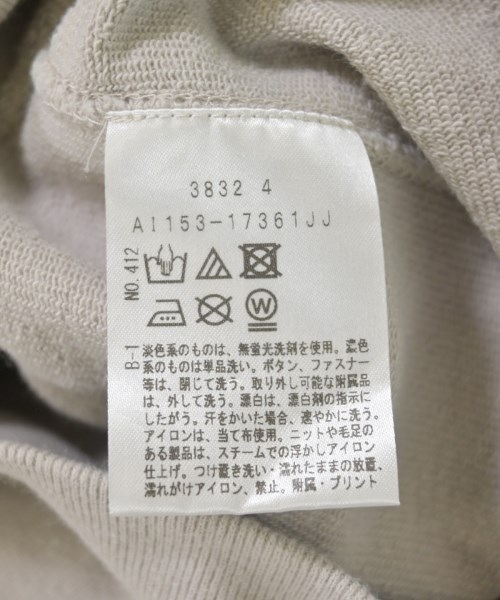 3832 4
AI153-17361JJ
NO.412
W
B-1
淡色系のものは、無蛍光洗剤を使用。濃色
系のものは単品洗い。ボタン、ファスナー
等は、閉じて洗う。取り外し可能な附属品
は、外して洗う。漂白は、漂白剤の指示に
したがう。汗をかいた場合、速やかに洗う。
アイロンは、当て布使用。ニットや毛足の
ある製品は、スチームでの浮かしアイロン
仕上げ。つけ置き洗い・濡れたままの放置、
濡れがけアイロン、禁止。附属・プリント